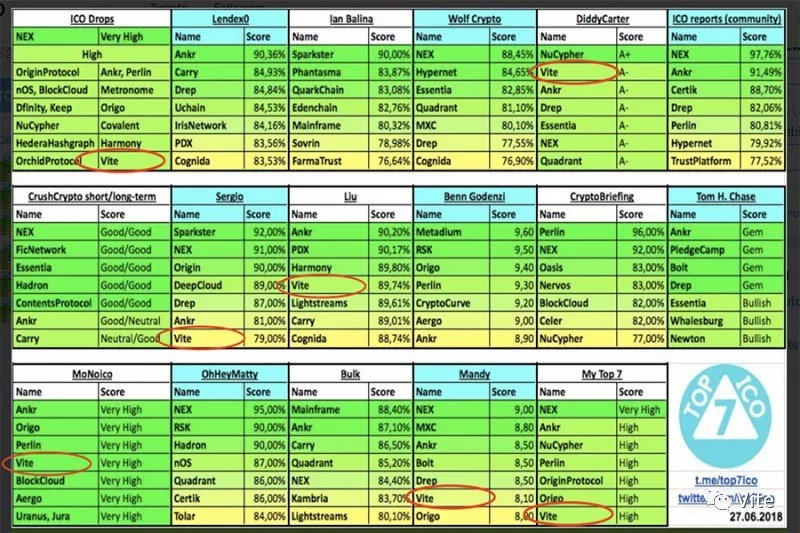 ICO Drops
NEX Very High
High
OriginProtocol Ankr, Perlin
nOS, BlockCloud Metronome
Dfinity, Keep Origo
NuCypher Covalent
HederaHashgraph Harmony
OrchidProtocol Vite
Lendex0
Name Score
Ankr 90,36%
Carry 84,93%
Drep 84,84%
Uchain 84,53%
IrisNetwork 84,16%
PDX 83,56%
Cognida 83,53%
Ian Balina
Name Score
Sparkster 90,00%
Phantasma 83,87%
QuarkChain 83,08%
Edenchain 82,76%
Mainframe 80,32%
Sovrin 78,98%
FarmaTrust 76,64%
Wolf Crypto
Name Score
NEX 88,45%
Hypernet 84,65%
Essentia 82,85%
Quadrant 81,10%
MXC 80,10%
Drep 77,55%
Cognida 76,90%
DiddyCarter
Name Score
NuCypher A+
Vite A-
Ankr A-
Drep A-
Essentia A-
NEX A-
Quadrant A-
ICO reports (community)
Name Score
NEX 97,76%
Ankr 91,49%
Certik 88,70%
Drep 82,06%
Perlin 80,81%
Hypernet 79,92%
TrustPlatform 77,52%
CrushCrypto short/long-term
Name Score
NEX Good/Good
FicNetwork Good/Good
Essentia Good/Good
Hadron Good/Good
ContentsProtocol Good/Good
Ankr Good/Neutral
Carry Neutral/Good
Sergio
Name Score
Sparkster 92,00%
NEX 91,00%
Origin 90,00%
DeepCloud 89,00%
Drep 87,00%
Ankr 81,00%
Vite 79,00%
Liu
Name Score
Ankr 90,20%
PDX 90,17%
Harmony 89,80%
Vite 89,74%
Lightstreams 89,61%
Carry 89,01%
Cognida 88,74%
Benn Godenzi
Name Score
Metadium 9,60
RSK 9,50
Origo 9,40
Perlin 9,30
CryptoCurve 9,20
Aergo 9,00
Ankr 8,90
CryptoBriefing
Name Score
Perlin 96,00%
NEX 92,00%
Oasis 83,00%
Nervos 83,00%
BlockCloud 82,00%
Celer 82,00%
NuCypher 77,00%
Tom H. Chase
Name Score
Ankr Gem
PledgeCamp Gem
Bolt Gem
Drep Gem
Essentia Bullish
Whalesburg Bullish
Newton Bullish
MoNoico
Name Score
Ankr Very High
Origo Very High
Perlin Very High
Vite Very High
BlockCloud Very High
Aergo Very High
Uranus, Jura Very High
OhHeyMatty
Name Score
NEX 95,00%
RSK 90,00%
Hadron 90,00%
nOS 87,00%
Quadrant 86,00%
Certik 86,00%
Tolar 84,00%
Bulk
Name Score
Mainframe 88,40%
Ankr 87,10%
Carry 86,50%
Quadrant 85,20%
NEX 84,40%
Kambria 83,70%
Lightstreams 80,10%
Mandy
Name Score
NEX 9,00
MXC 8,80
Ankr 8,50
Bolt 8,50
Drep 8,50
Vite 8,10
Origo 8,00
My Top 7
Name Score
NEX Very High
Ankr High
NuCypher High
Perlin High
OriginProtocol High
Origo High
Vite High
TOP ICO
7
t.me/top7ico
Vite
27.06.2018